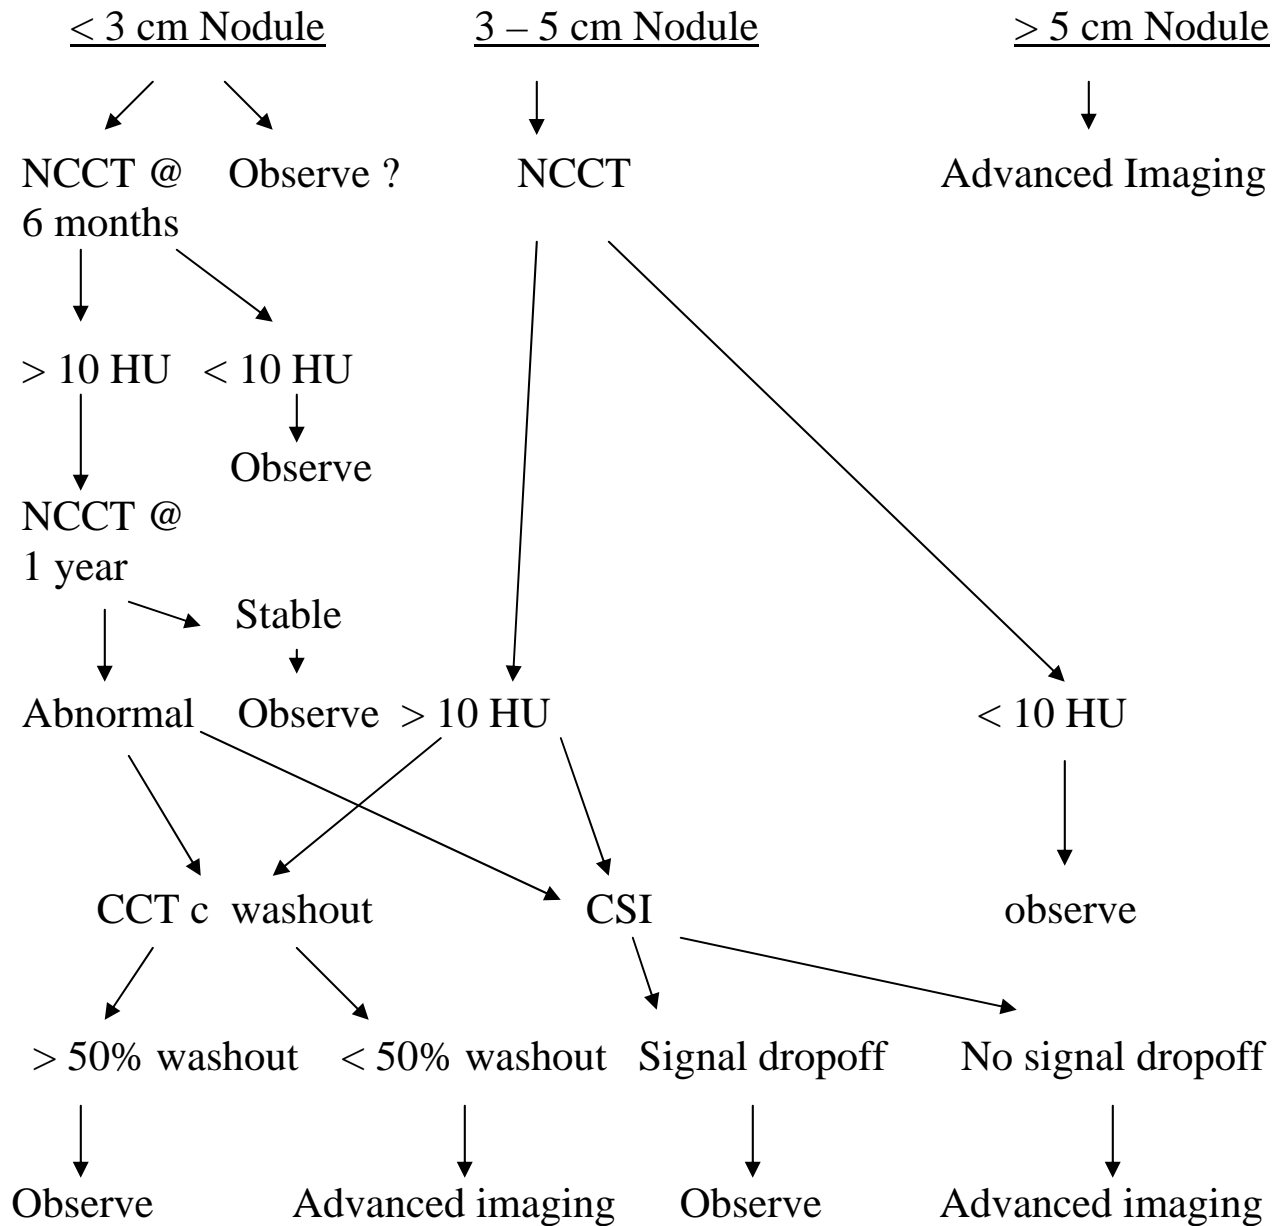 < 3 cm Nodule
3 – 5 cm Nodule
> 5 cm Nodule
NCCT @
6 months
Observe ?
NCCT
Advanced Imaging
> 10 HU
< 10 HU
Observe
NCCT @
1 year
Stable
Abnormal
Observe
> 10 HU
< 10 HU
CCT c washout
CSI
observe
> 50% washout
< 50% washout
Signal dropoff
No signal dropoff
Observe
Advanced imaging
Observe
Advanced imaging